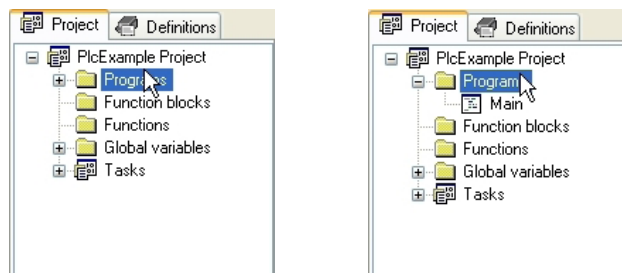 Project Definitions
PlcExample Project
Programs
Function blocks
Functions
Global variables
Tasks
Project Definitions
PlcExample Project
Program
Main
Function blocks
Functions
Global variables
Tasks